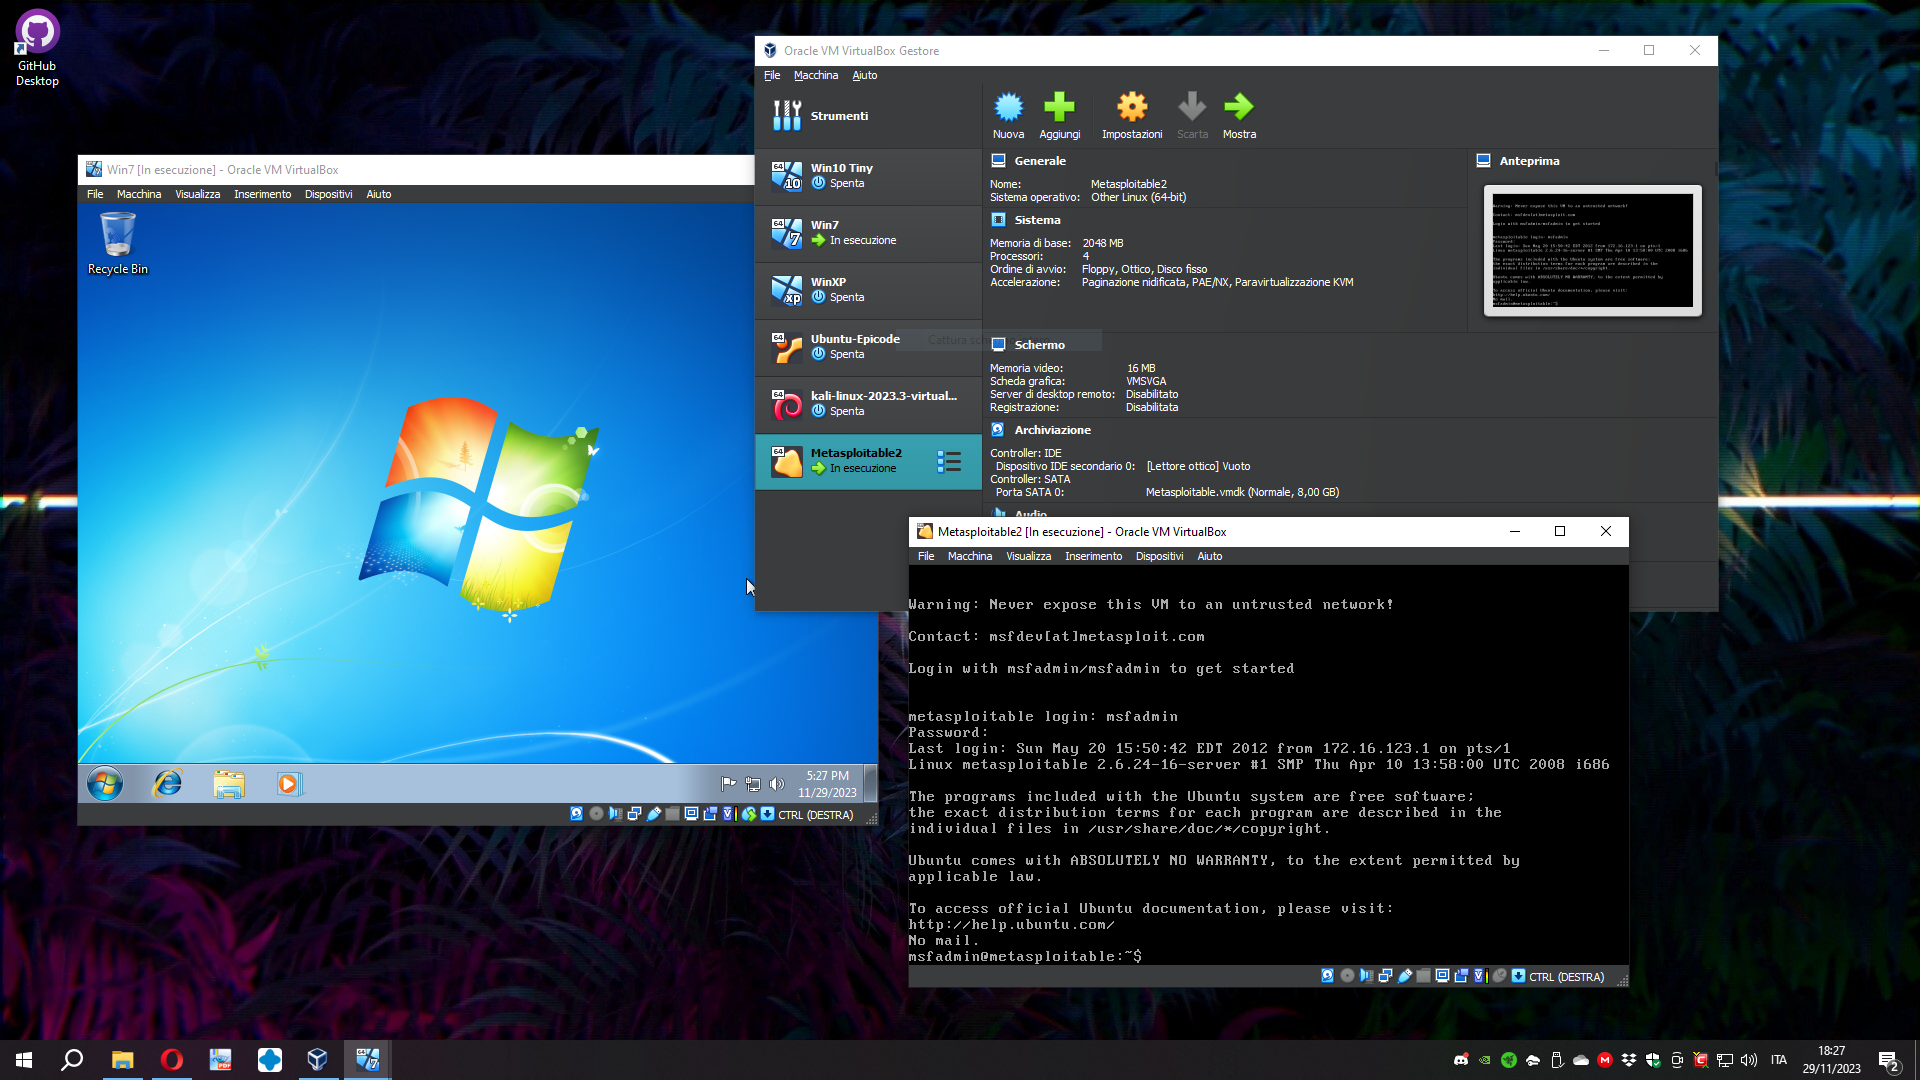 GitHub
Desktop
Oracle VM VirtualBox Gestore
File Macchina Aiuto
Strumenti
Nuova Aggiungi Impostazioni Scarta Mostra
Win10 Tiny
Spenta
Win7
In esecuzione
WinXP
Spenta
Ubuntu-Epicode
Spenta
kali-linux-2023.3-virtual...
Spenta
Metasploitable2
In esecuzione
Generale
Nome: Metasploitable2
Sistema operativo: Other Linux (64-bit)
Sistema
Memoria di base: 2048 MB
Processori: 4
Ordine di avvio: Floppy, Ottico, Disco fisso
Accelerazione: Paginazione nidificata, PAE/NX, Paravirtualizzazione KVM
Schermo
Memoria video: 16 MB
Scheda grafica: VMSVGA
Server di desktop remoto: Disabilitato
Registrazione: Disabilitata
Archiviazione
Controller: IDE
Dispositivo IDE secondario 0: [Lettore ottico] Vuoto
Controller: SATA
Porta SATA 0: Metasploitable.vmdk (Normale, 8,00 GB)
Audio
Anteprima
Win7 [In esecuzione] - Oracle VM VirtualBox
File Macchina Visualizza Inserimento Dispositivi Aiuto
Recycle Bin
5:27 PM
11/29/2023
CTRL (DESTRA)
Metasploitable2 [In esecuzione] - Oracle VM VirtualBox
File Macchina Visualizza Inserimento Dispositivi Aiuto
Warning: Never expose this VM to an untrusted network!
Contact: msfdev[at]metasploit.com
Login with msfadmin/msfadmin to get started
metasploitable login: msfadmin
Password:
Last login: Sun May 20 15:50:42 EDT 2012 from 172.16.123.1 on pts/1
Linux metasploitable 2.6.24-16-server #1 SMP Thu Apr 10 13:58:00 UTC 2008 i686
The programs included with the Ubuntu system are free software;
the exact distribution terms for each program are described in the
individual files in /usr/share/doc/*/copyright.
Ubuntu comes with ABSOLUTELY NO WARRANTY, to the extent permitted by
applicable law.
To access official Ubuntu documentation, please visit:
http://help.ubuntu.com/
No mail.
msfadmin@metasploitable:~$
CTRL (DESTRA)
ITA
18:27
29/11/2023
2